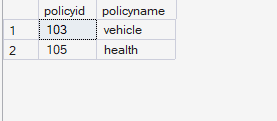 policyid policyname
1 103 vehicle
2 105 health